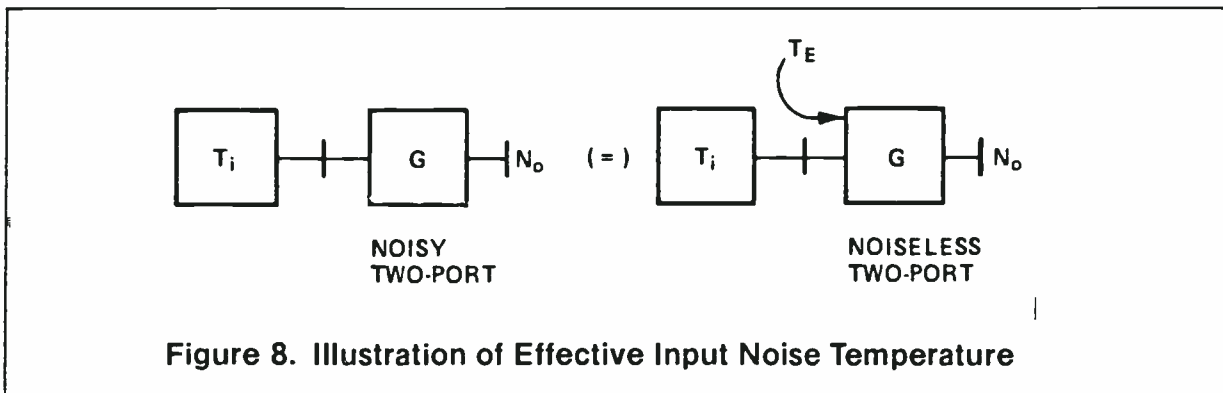 T_E
T_i G N_o (=) T_i G N_o
NOISY NOISELESS
TWO-PORT TWO-PORT
Figure 8. Illustration of Effective Input Noise Temperature